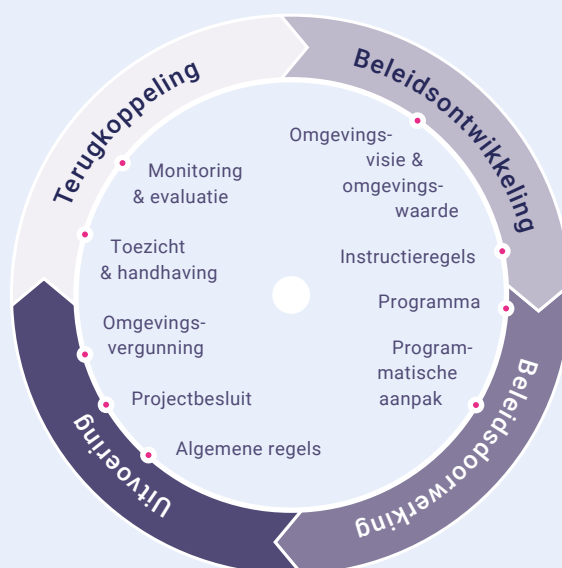 Beleidsontwikkeling
Omgevings-
visie &
omgevings-
waarde
Instructieregels
Beleidsdoorwerking
Programma
Program-
matische
aanpak
Uitvoering
Algemene regels
Projectbesluit
Omgevings-
vergunning
Terugkoppeling
Toezicht
& handhaving
Monitoring
& evaluatie